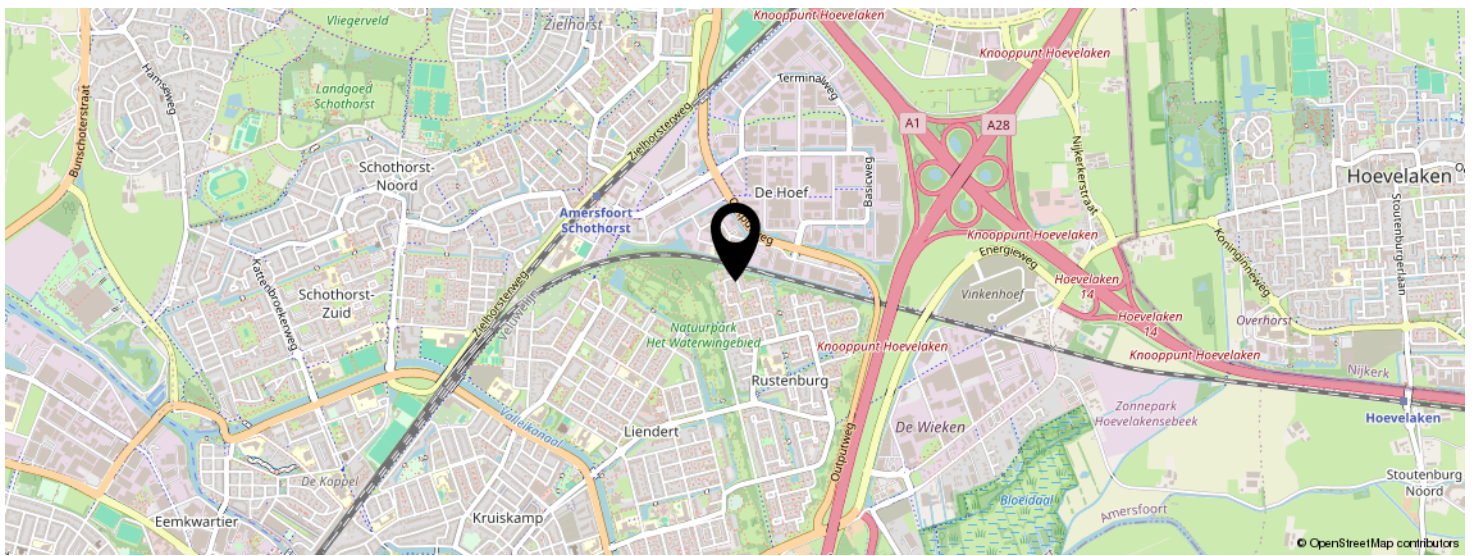 Vliegerveld
Zielhorst
Knooppunt Hoevelaken
Knooppunt Hoevelaken
Knooppunt Hoevelaken
Hamseweg
Landgoed
Schothorst
Terminalweg
Bunschoterstraat
Zielhorsterweg
A1
A28
Nijkerkerstraat
Schothorst-
Noord
De Hoef
Basicweg
Hoevelaken
Amersfoort
Schothorst
Stoutenburgerlaan
Knooppunt Hoevelaken
Energieweg
Koninginneweg
Kattenbroekerweg
Zielhorsterweg
Schothorst-
Zuid
Hoevelaken
14
Vinkenhoef
Hoevelaken
14
Overhorst
Natuurpark
Het Waterwingebied
Knooppunt Hoevelaken
Knooppunt Hoevelaken
Nijkerk
Rustenburg
Zonnepark
Hoevelakensebeek
Hoevelaken
Valleikanaal
Liendert
De Wieken
Outputweg
De Koppel
Stoutenburg
Noord
Eemkwartier
Kruiskamp
Bloeidaal
Amersfoort
© OpenStreetMap contributors